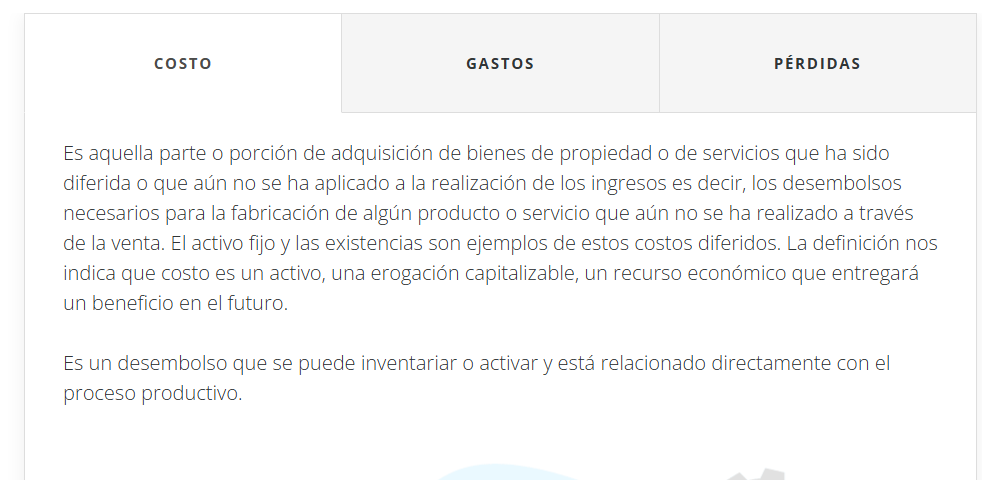 COSTO
GASTOS
PÉRDIDAS
Es aquella parte o porción de adquisición de bienes de propiedad o de servicios que ha sido
diferida o que aún no se ha aplicado a la realización de los ingresos es decir, los desembolsos
necesarios para la fabricación de algún producto o servicio que aún no se ha realizado a través
de la venta. El activo fijo y las existencias son ejemplos de estos costos diferidos. La definición nos
indica que costo es un activo, una erogación capitalizable, un recurso económico que entregará
un beneficio en el futuro.
Es un desembolso que se puede inventariar o activar y está relacionado directamente con el
proceso productivo.